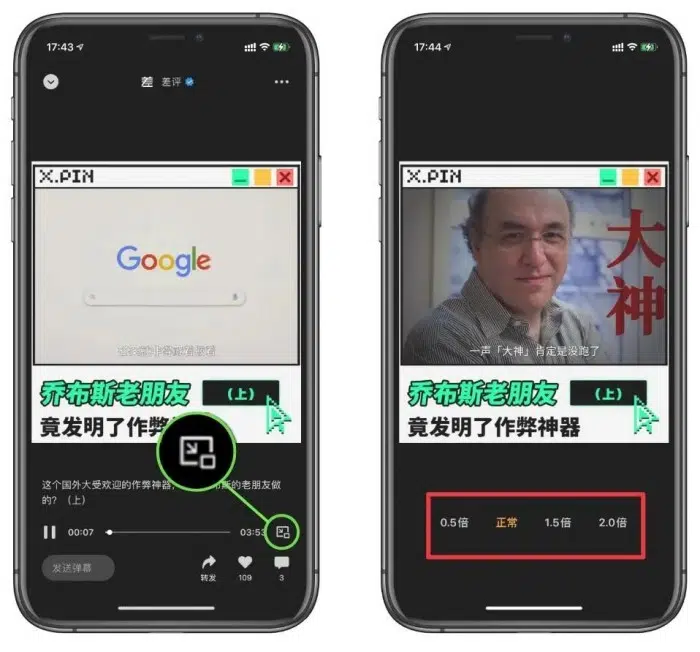 17:43
差 差评
X.PIN
Google
乔布斯老朋友
（上）
竟发明了作弊
这个国外大受欢迎的作弊神器，
斯的老朋友做
的？（上）
00:07
03:53
发送弹幕
转发
109
3
17:44
X.PIN
大神
一声「大神」肯定是没跑了
乔布斯老朋友
（上）
竟发明了作弊神器
0.5倍
正常
1.5倍
2.0倍